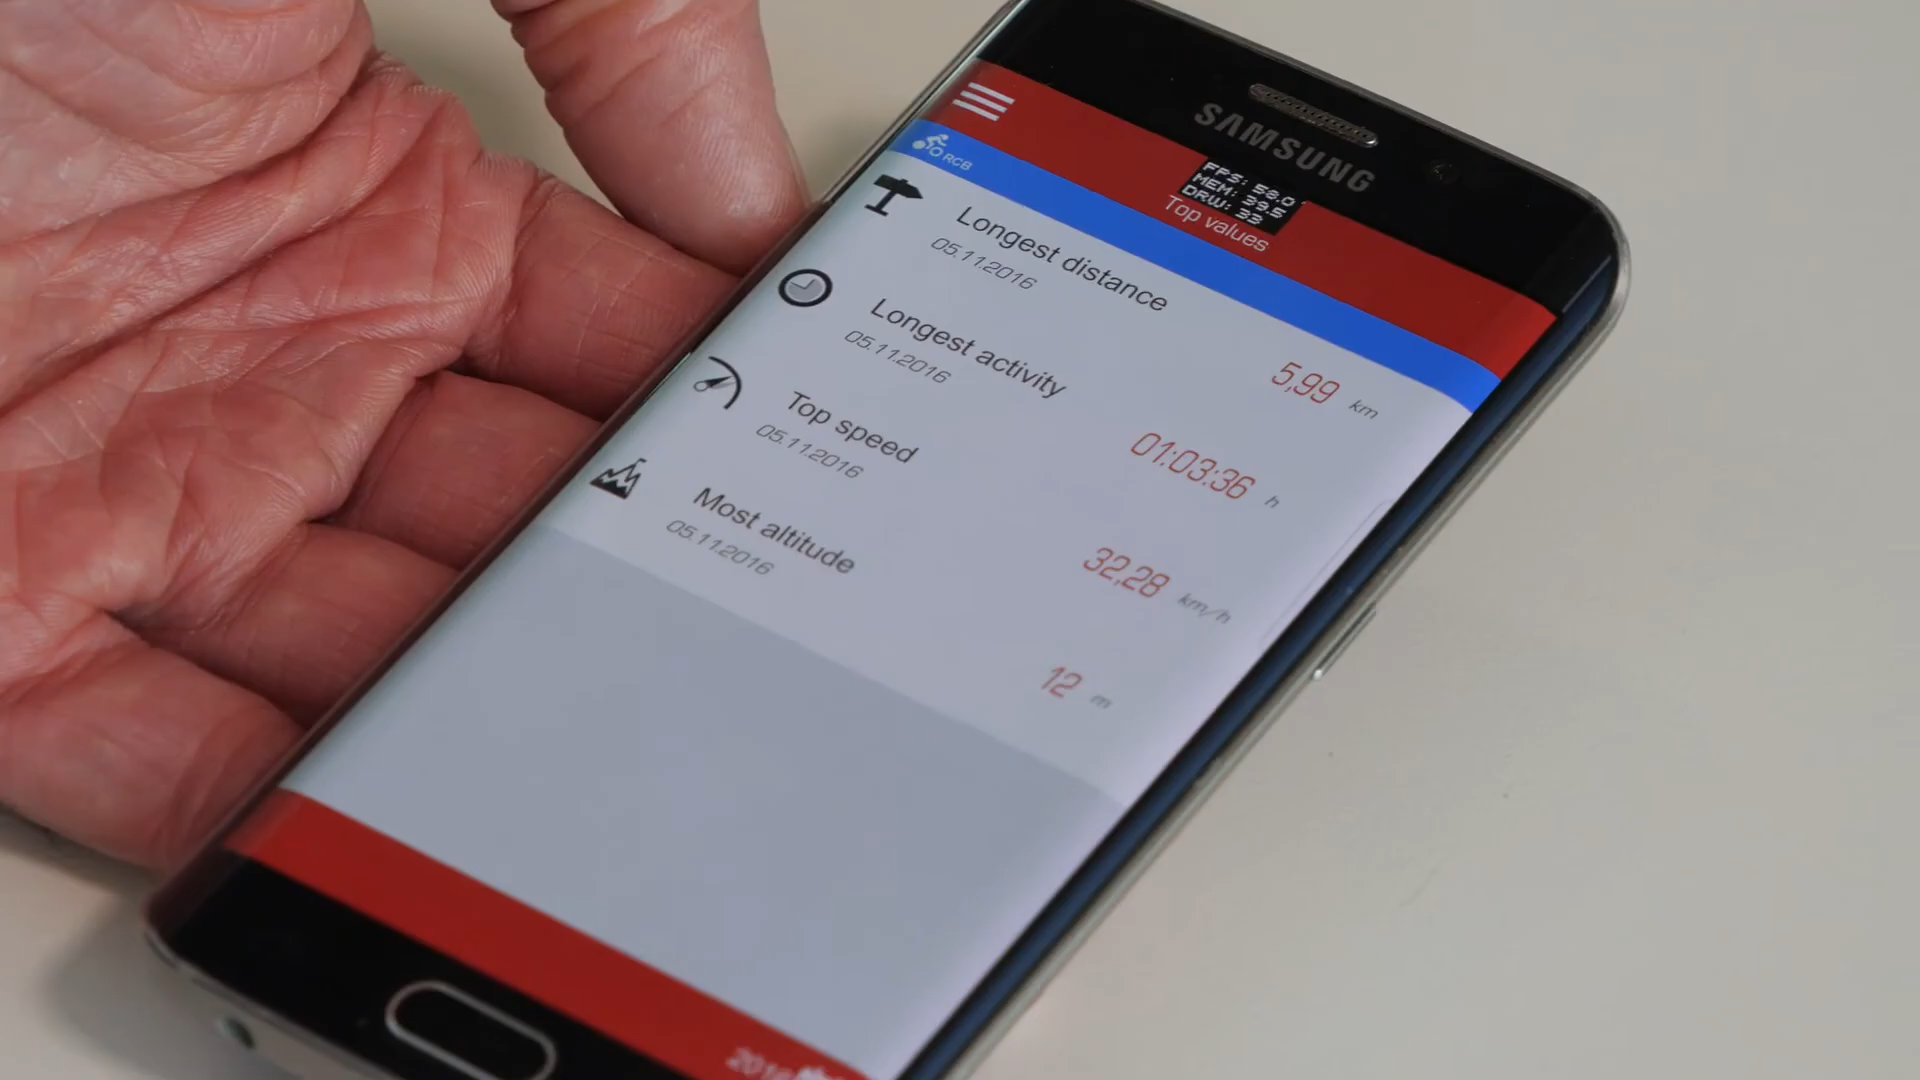 SAMSUNG
FPS: 58.0
MEM: 39.5
DRW: 33
Top values
RCB
Longest distance
05.11.2016
5,99 km
Longest activity
05.11.2016
01:03:36 h
Top speed
05.11.2016
32,28 km/h
Most altitude
05.11.2016
12 m